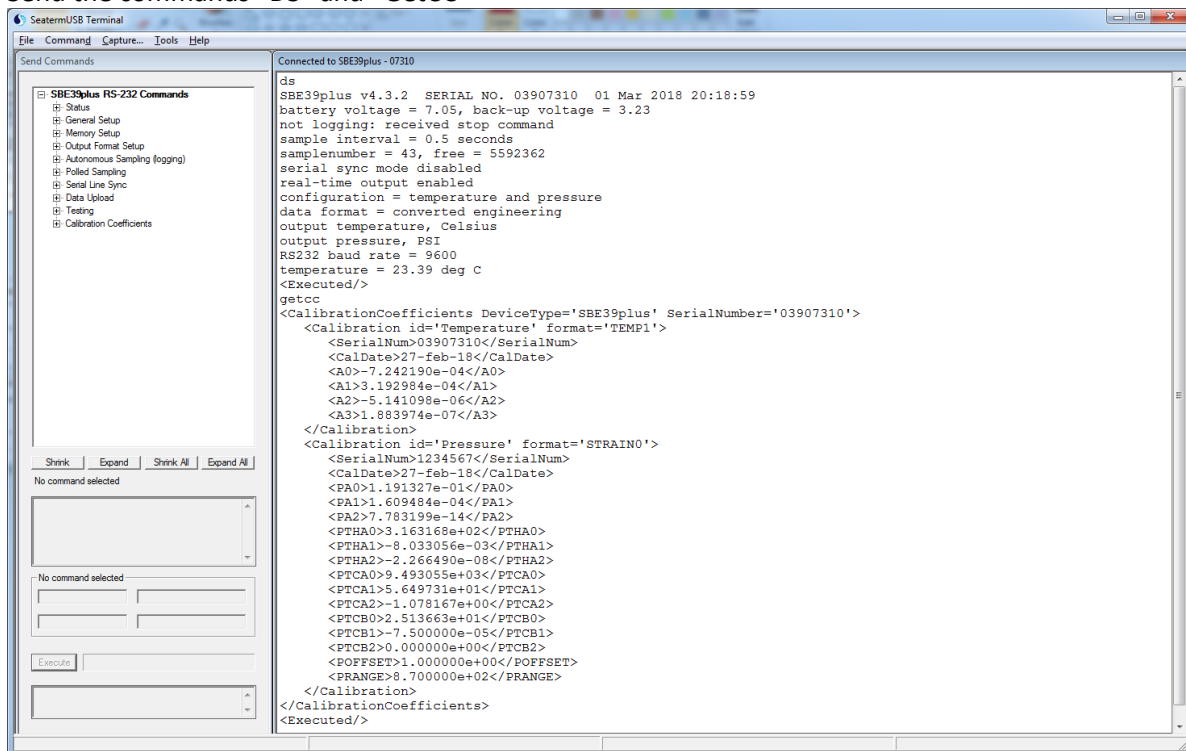 Send the commands "DS" and "GetCC"
SeatermUSB Terminal
File Command Capture... Tools Help
Send Commands
SBE39plus RS-232 Commands
Status
General Setup
Memory Setup
Output Format Setup
Autonomous Sampling (logging)
Polled Sampling
Serial Line Sync
Data Upload
Testing
Calibration Coefficients
Shrink Expand Shrink All Expand All
No command selected
No command selected
Execute
Connected to SBE39plus - 07310
ds
SBE39plus v4.3.2 SERIAL NO. 03907310 01 Mar 2018 20:18:59
battery voltage = 7.05, back-up voltage = 3.23
not logging: received stop command
sample interval = 0.5 seconds
samplenumber = 43, free = 5592362
serial sync mode disabled
real-time output enabled
configuration = temperature and pressure
data format = converted engineering
output temperature, Celsius
output pressure, PSI
RS232 baud rate = 9600
temperature = 23.39 deg C
<Executed/>
getcc
<CalibrationCoefficients DeviceType='SBE39plus' SerialNumber='03907310'>
<Calibration id='Temperature' format='TEMP1'>
<SerialNum>03907310</SerialNum>
<CalDate>27-feb-18</CalDate>
<A0>-7.242190e-04</A0>
<A1>3.192984e-04</A1>
<A2>-5.141098e-06</A2>
<A3>1.883974e-07</A3>
</Calibration>
<Calibration id='Pressure' format='STRAIN0'>
<SerialNum>1234567</SerialNum>
<CalDate>27-feb-18</CalDate>
<PA0>1.191327e-01</PA0>
<PA1>1.609484e-04</PA1>
<PA2>7.783199e-14</PA2>
<PTHA0>3.163168e+02</PTHA0>
<PTHA1>-8.033056e-03</PTHA1>
<PTHA2>-2.266490e-08</PTHA2>
<PTCA0>9.493055e+03</PTCA0>
<PTCA1>5.649731e+01</PTCA1>
<PTCA2>-1.078167e+00</PTCA2>
<PTCB0>2.513663e+01</PTCB0>
<PTCB1>-7.500000e-05</PTCB1>
<PTCB2>0.000000e+00</PTCB2>
<POFFSET>1.000000e+00</POFFSET>
<PRANGE>8.700000e+02</PRANGE>
</Calibration>
</CalibrationCoefficients>
<Executed/>